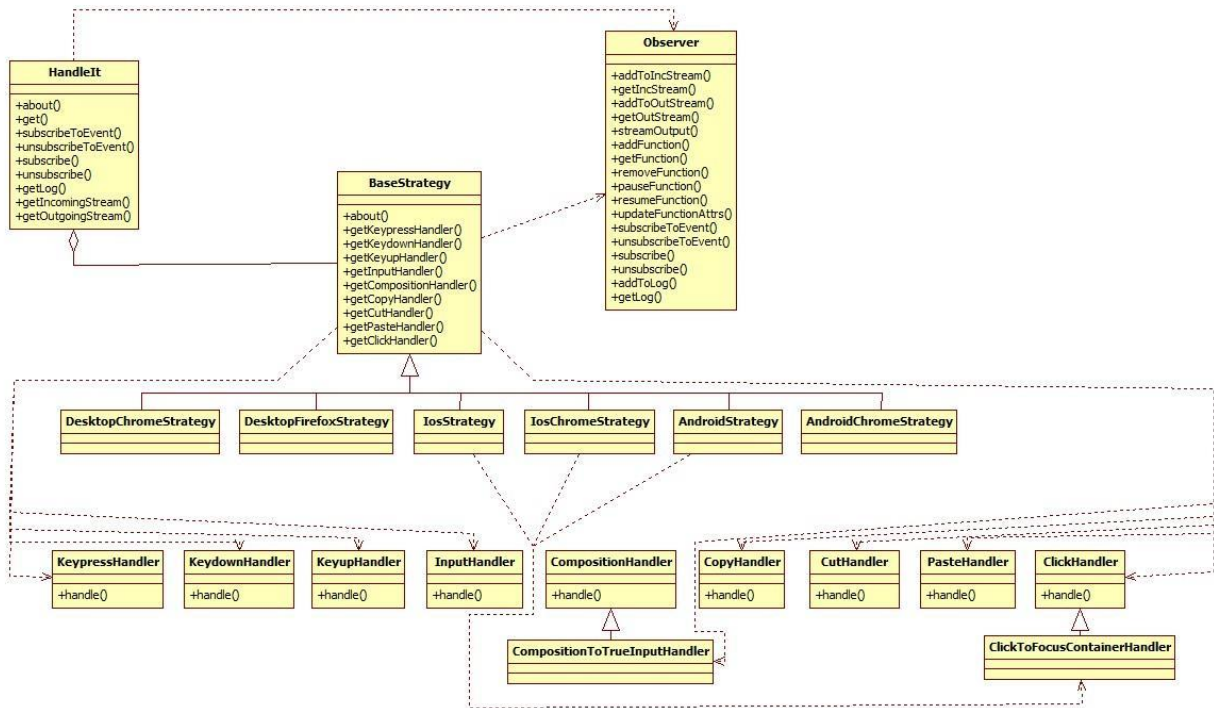 HandleIt
+about()
+get()
+subscribeToEvent()
+unsubscribeToEvent()
+subscribe()
+unsubscribe()
+getLog()
+getIncomingStream()
+getOutgoingStream()
Observer
+addToIncStream()
+getIncStream()
+addToOutStream()
+getOutStream()
+streamOutput()
+addFunction()
+getFunction()
+removeFunction()
+pauseFunction()
+resumeFunction()
+updateFunctionAttrs()
+subscribeToEvent()
+unsubscribeToEvent()
+subscribe()
+unsubscribe()
+addToLog()
+getLog()
BaseStrategy
+about()
+getKeypressHandler()
+getKeydownHandler()
+getKeyupHandler()
+getInputHandler()
+getCompositionHandler()
+getCopyHandler()
+getCutHandler()
+getPasteHandler()
+getClickHandler()
DesktopChromeStrategy
DesktopFirefoxStrategy
IosStrategy
IosChromeStrategy
AndroidStrategy
AndroidChromeStrategy
KeypressHandler
+handle()
KeydownHandler
+handle()
KeyupHandler
+handle()
InputHandler
+handle()
CompositionHandler
+handle()
CopyHandler
+handle()
CutHandler
+handle()
PasteHandler
+handle()
ClickHandler
+handle()
CompositionToTrueInputHandler
ClickToFocusContainerHandler